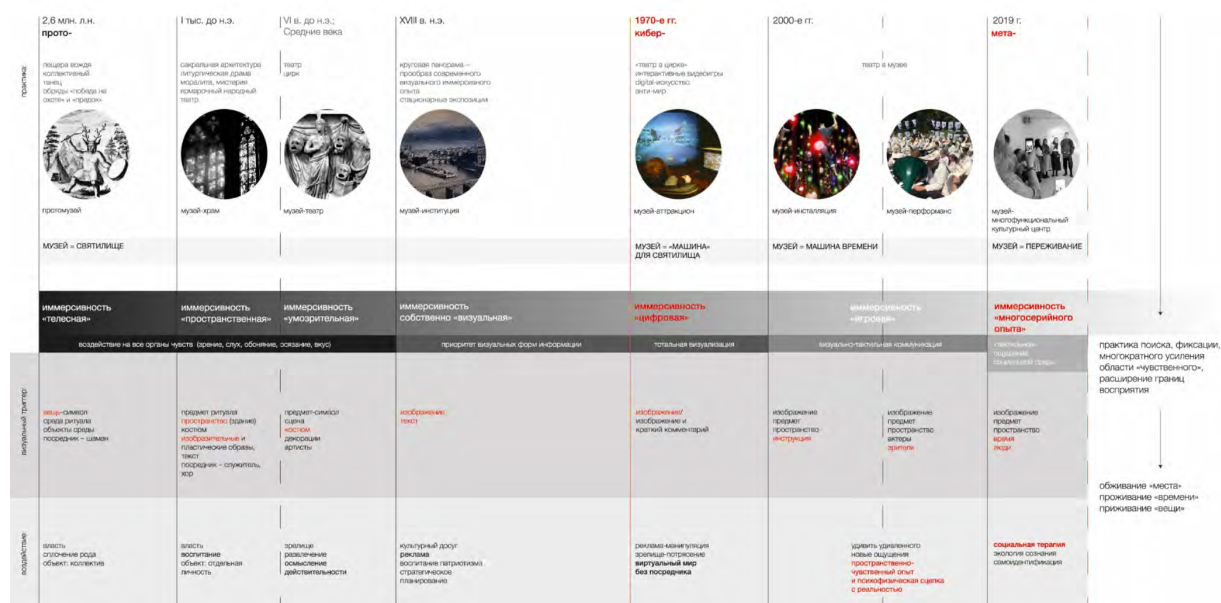 2,6 млн. л.н.
прото-
I тыс. до н.э.
VI в. до н.э.;
Средние века
XVIII в. н.э.
1970-е гг.
кибер-
2000-е гг.
2019 г.
мета-
практика:
пещера вождя
коллективный
танец
обряды «победа на
охоте» и «предок»
сакральная архитектура
литургическая драма
моралитэ, мистерия
ярмарочный народный
театр
театр
цирк
круговая панорама –
прообраз современного
визуального иммерсивного
опыта
стационарные экспозиции
«театр в цирке»
интерактивные видеоигры
digital-искусство
анти-мир
театр в музее
протомузей
музей-храм
музей-театр
музей-институция
музей-аттракцион
музей-инсталляция
музей-перформанс
музей-
многофункциональный
культурный центр
МУЗЕЙ = СВЯТИЛИЩЕ
МУЗЕЙ = «МАШИНА»
ДЛЯ СВЯТИЛИЩА
МУЗЕЙ = МАШИНА ВРЕМЕНИ
МУЗЕЙ = ПЕРЕЖИВАНИЕ
иммерсивность
«телесная»
иммерсивность
«пространственная»
иммерсивность
«умозрительная»
иммерсивность
собственно «визуальная»
иммерсивность
«цифровая»
иммерсивность
«игровая»
иммерсивность
«многосерийного
опыта»
воздействие на все органы чувств (зрение, слух, обоняние, осязание, вкус)
приоритет визуальных форм информации
тотальная визуализация
визуально-тактильная коммуникация
практика поиска, фиксации,
многократного усиления
области «чувственного»,
расширение границ
восприятия
визуальный триггер:
вещь-символ
среда ритуала
объекты среды
посредник – шаман
предмет ритуала
пространство (здание)
костюм
изобразительные и
пластические образы,
текст
посредник – служитель,
хор
предмет-символ
сцена
костюм
декорации
артисты
изображение
текст
изображение/
изображение и
краткий комментарий
изображение
предмет
пространство
инструкция
изображение
предмет
пространство
актеры
зрители
изображение
предмет
пространство
время
люди
обживание «места»
проживание «времени»
приживание «вещи»
воздействие:
власть
сплочение рода
объект: коллектив
власть
воспитание
объект: отдельная
личность
зрелище
развлечение
осмысление
действительности
культурный досуг
реклама
воспитание патриотизма
стратегическое
планирование
реклама-манипуляция
зрелище-потрясение
виртуальный мир
без посредника
удивить удивленного
новые ощущения
пространственно-
чувственный опыт
и психофизическая сцепка
с реальностью
социальная терапия
экология сознания
самоидентификация